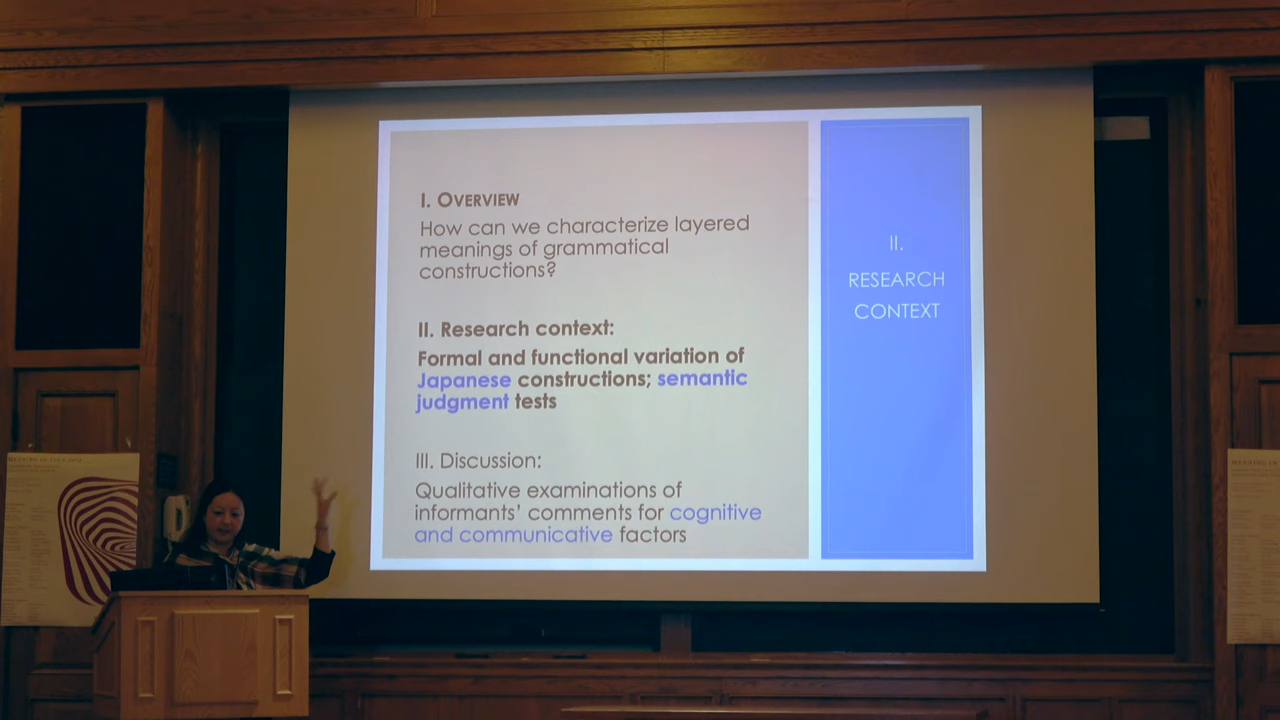 I. OVERVIEW
How can we characterize layered
meanings of grammatical
constructions?
II. Research context:
Formal and functional variation of
Japanese constructions; semantic
judgment tests
III. Discussion:
Qualitative examinations of
informants' comments for cognitive
and communicative factors
II.
RESEARCH
CONTEXT